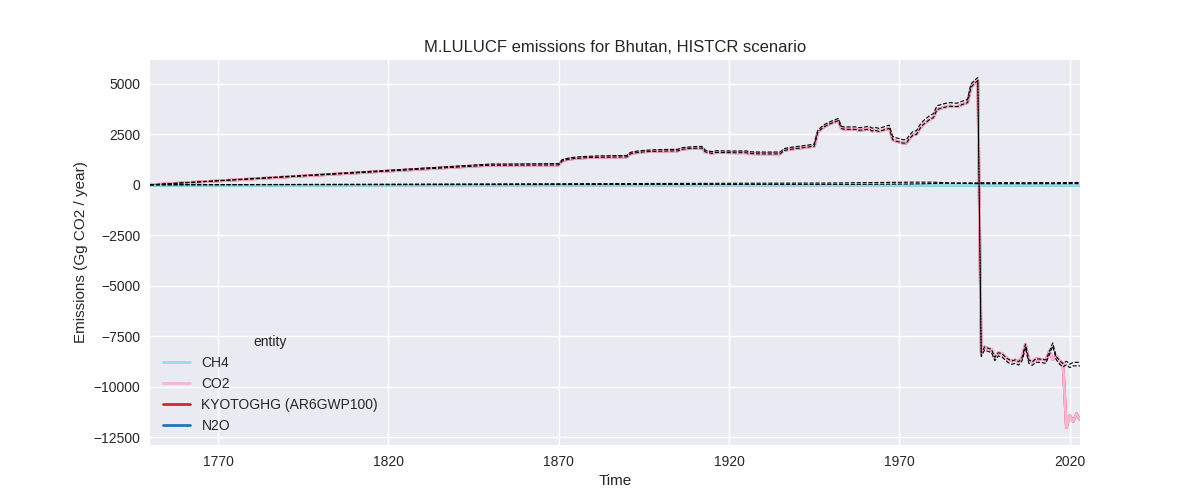 M.LULUCF emissions for Bhutan, HISTCR scenario
Emissions (Gg CO2 / year)
5000
2500
0
−2500
−5000
−7500
−10000
−12500
entity
CH4
CO2
KYOTOGHG (AR6GWP100)
N2O
1770 1820 1870 1920 1970 2020
Time